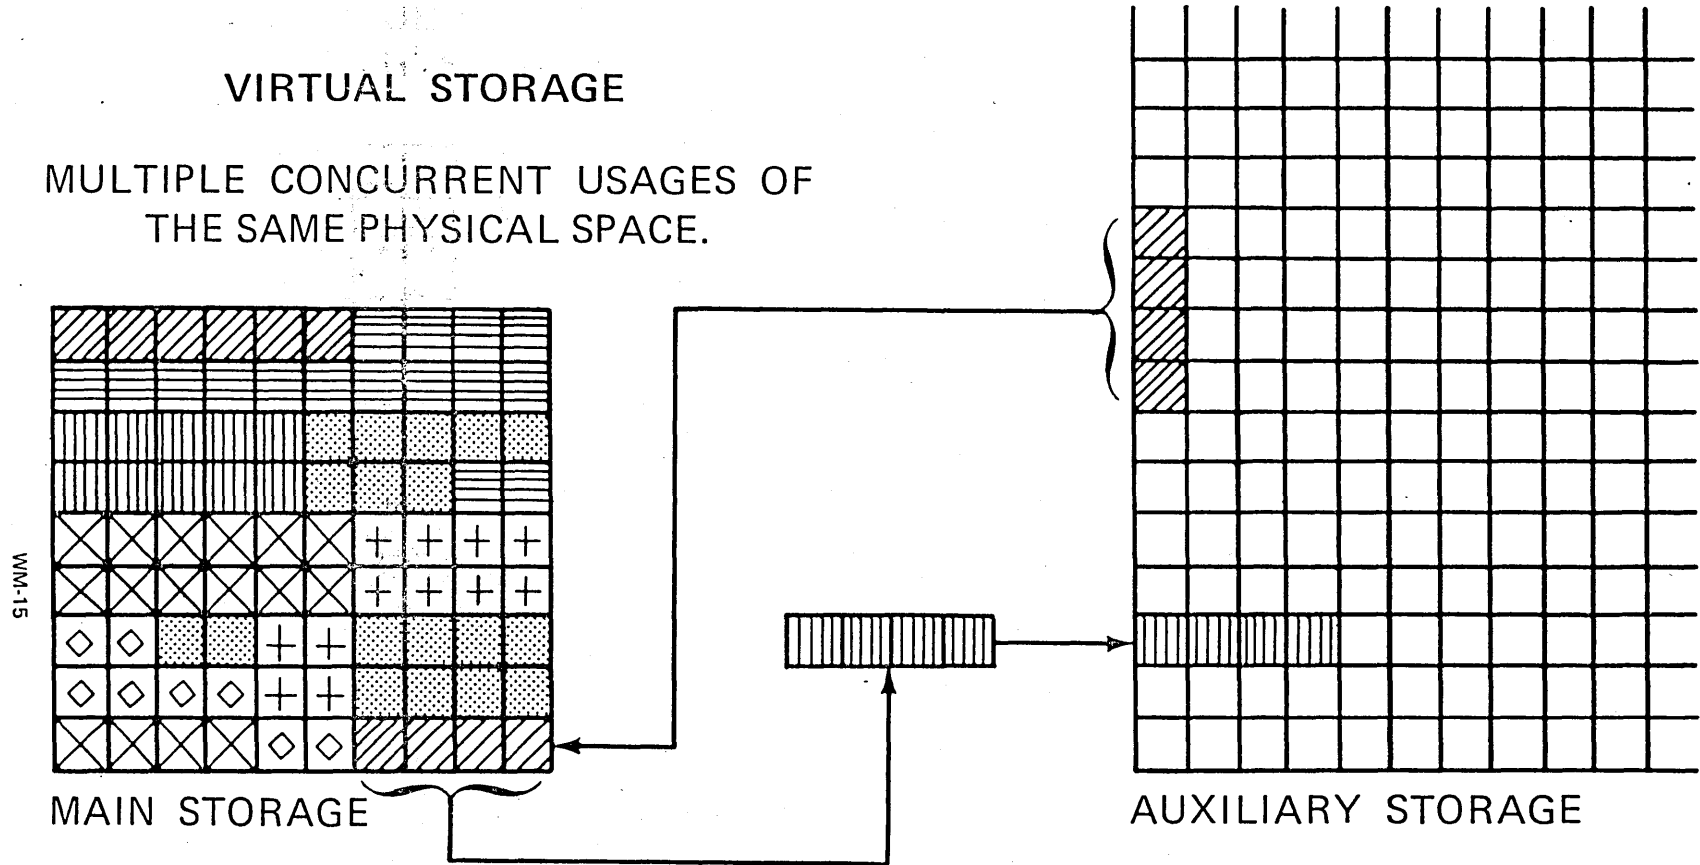 VIRTUAL STORAGE
MULTIPLE CONCURRENT USAGES OF
THE SAME PHYSICAL SPACE.
WM-15
MAIN STORAGE
AUXILIARY STORAGE